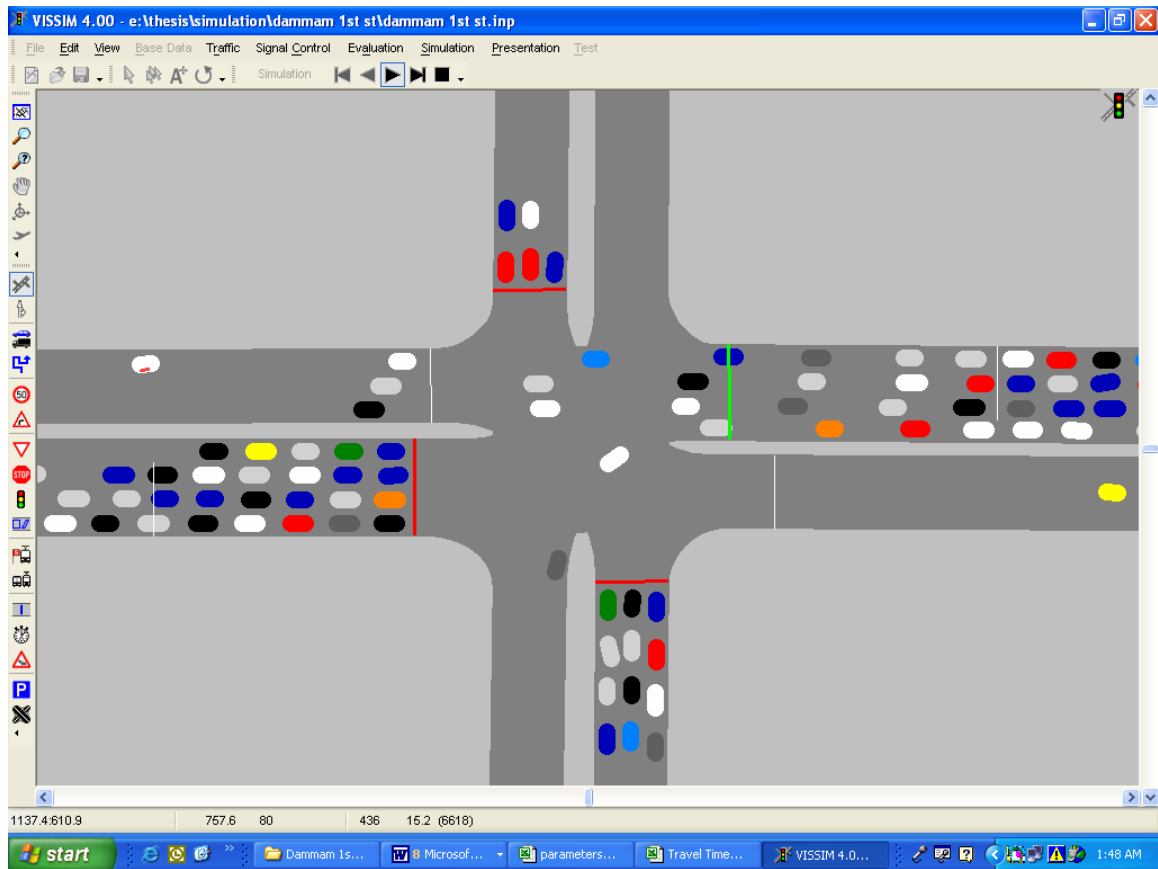 VISSIM 4.00 - e:\thesis\simulation\dammam 1st st\dammam 1st st.inp
File Edit View Base Data Traffic Signal Control Evaluation Simulation Presentation Test
Simulation
50
STOP
P
1137.4:610.9 757.6 80 436 15.2 (6618)
start » Dammam 1s... 8 Microsof... parameters... Travel Time... VISSIM 4.0... 1:48 AM